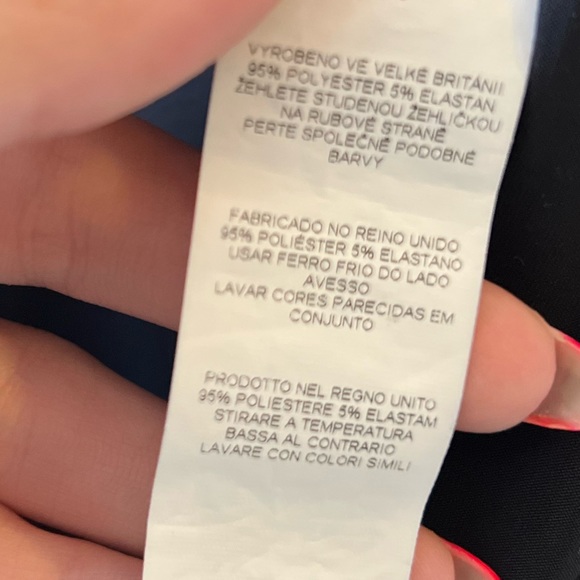 VYROBENO VE VELKÉ BRITÁNII
95% POLYESTER 5% ELASTAN
ŽEHLETE STUDENOU ŽEHLIČKOU
NA RUBOVÉ STRANĚ
PERTE SPOLEČNĚ PODOBNÉ
BARVY
FABRICADO NO REINO UNIDO
95% POLIÉSTER 5% ELASTANO
USAR FERRO FRIO DO LADO
AVESSO
LAVAR CORES PARECIDAS EM
CONJUNTO
PRODOTTO NEL REGNO UNITO
95% POLIESTERE 5% ELASTAM
STIRARE A TEMPERATURA
BASSA AL CONTRARIO
LAVARE CON COLORI SIMILI